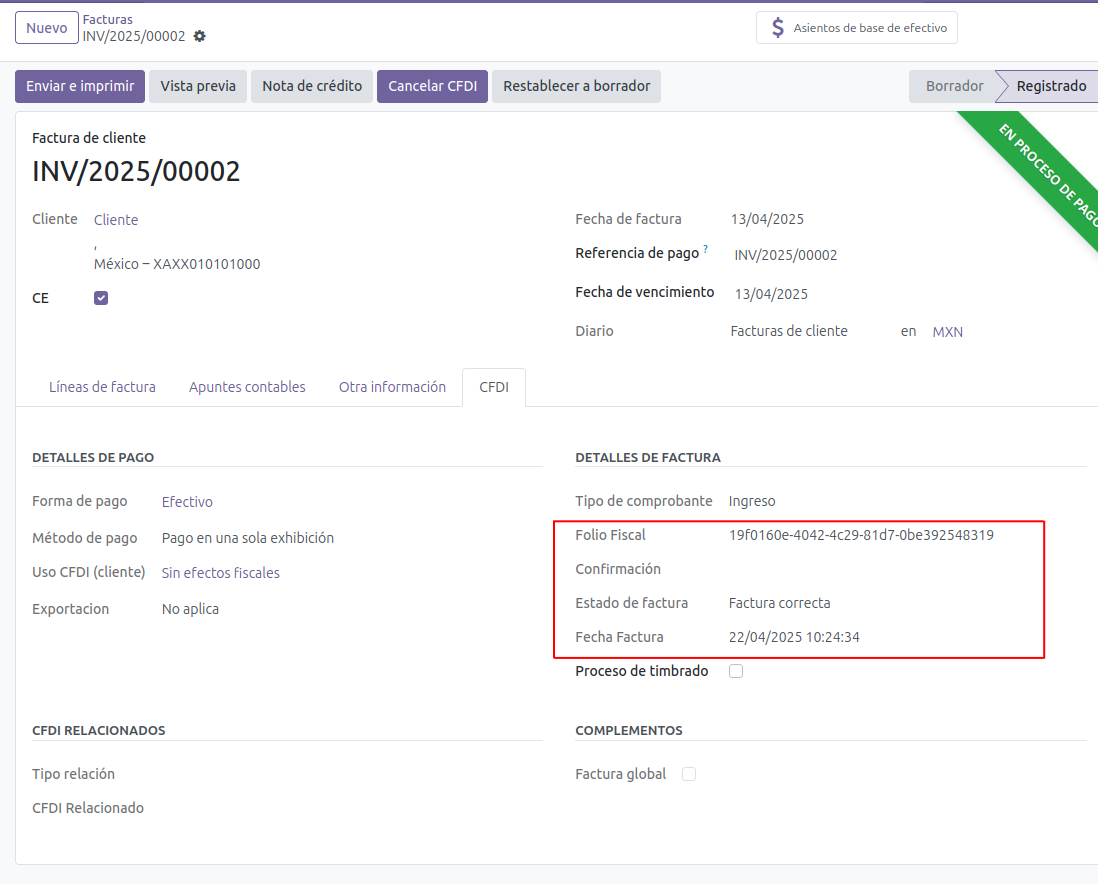 Nuevo
Facturas
INV/2025/00002
$ Asientos de base de efectivo
Enviar e imprimir
Vista previa
Nota de crédito
Cancelar CFDI
Restablecer a borrador
Borrador
Registrado
EN PROCESO DE PAGO
Factura de cliente
INV/2025/00002
Cliente Cliente
,
México – XAXX010101000
CE
Fecha de factura 13/04/2025
Referencia de pago ? INV/2025/00002
Fecha de vencimiento 13/04/2025
Diario Facturas de cliente en MXN
Líneas de factura
Apuntes contables
Otra información
CFDI
DETALLES DE PAGO
Forma de pago Efectivo
Método de pago Pago en una sola exhibición
Uso CFDI (cliente) Sin efectos fiscales
Exportacion No aplica
DETALLES DE FACTURA
Tipo de comprobante Ingreso
Folio Fiscal 19f0160e-4042-4c29-81d7-0be392548319
Confirmación
Estado de factura Factura correcta
Fecha Factura 22/04/2025 10:24:34
Proceso de timbrado
CFDI RELACIONADOS
Tipo relación
CFDI Relacionado
COMPLEMENTOS
Factura global